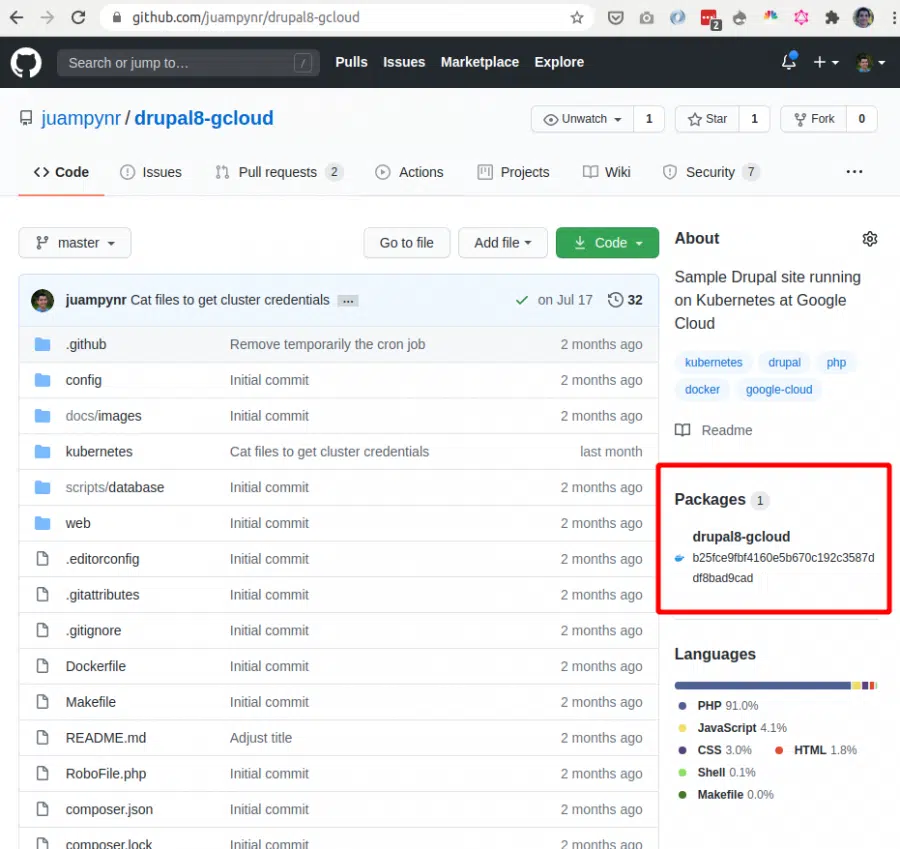 github.com/juampynr/drupal8-gcloud
2
Search or jump to… /
Pulls Issues Marketplace Explore
juampynr / drupal8-gcloud
Unwatch 1 Star 1 Fork 0
Code Issues Pull requests 2 Actions Projects Wiki Security 7 ...
master Go to file Add file Code
juampynr Cat files to get cluster credentials ... on Jul 17 32
.github Remove temporarily the cron job 2 months ago
config Initial commit 2 months ago
docs/images Initial commit 2 months ago
kubernetes Cat files to get cluster credentials last month
scripts/database Initial commit 2 months ago
web Initial commit 2 months ago
.editorconfig Initial commit 2 months ago
.gitattributes Initial commit 2 months ago
.gitignore Initial commit 2 months ago
Dockerfile Initial commit 2 months ago
Makefile Initial commit 2 months ago
README.md Adjust title 2 months ago
RoboFile.php Initial commit 2 months ago
composer.json Initial commit 2 months ago
composer.lock Initial commit 2 months ago
About
Sample Drupal site running
on Kubernetes at Google
Cloud
kubernetes drupal php
docker google-cloud
Readme
Packages 1
drupal8-gcloud
b25fce9fbf4160e5b670c192c3587d
df8bad9cad
Languages
PHP 91.0%
JavaScript 4.1%
CSS 3.0% HTML 1.8%
Shell 0.1%
Makefile 0.0%